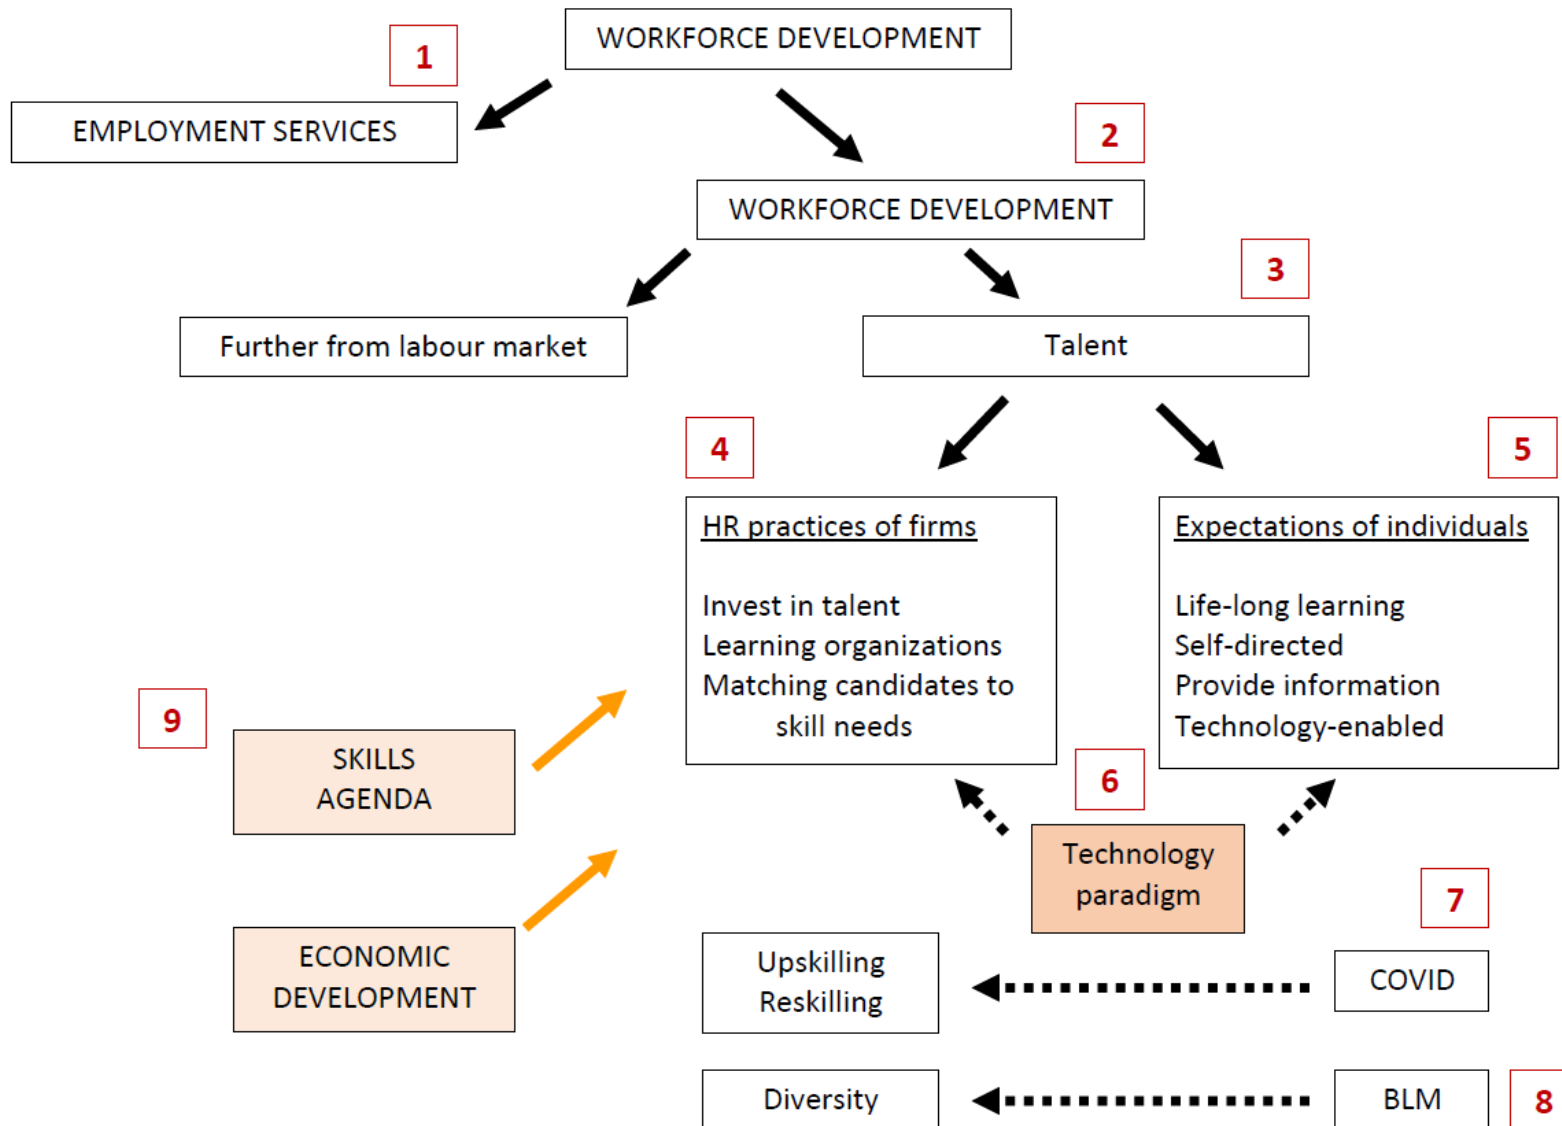 WORKFORCE DEVELOPMENT
1
EMPLOYMENT SERVICES
2
WORKFORCE DEVELOPMENT
3
Further from labour market
Talent
4
5
HR practices of firms
Invest in talent
Learning organizations
Matching candidates to
skill needs
Expectations of individuals
Life-long learning
Self-directed
Provide information
Technology-enabled
9
SKILLS
AGENDA
6
Technology
paradigm
7
ECONOMIC
DEVELOPMENT
Upskilling
Reskilling
COVID
Diversity
BLM
8